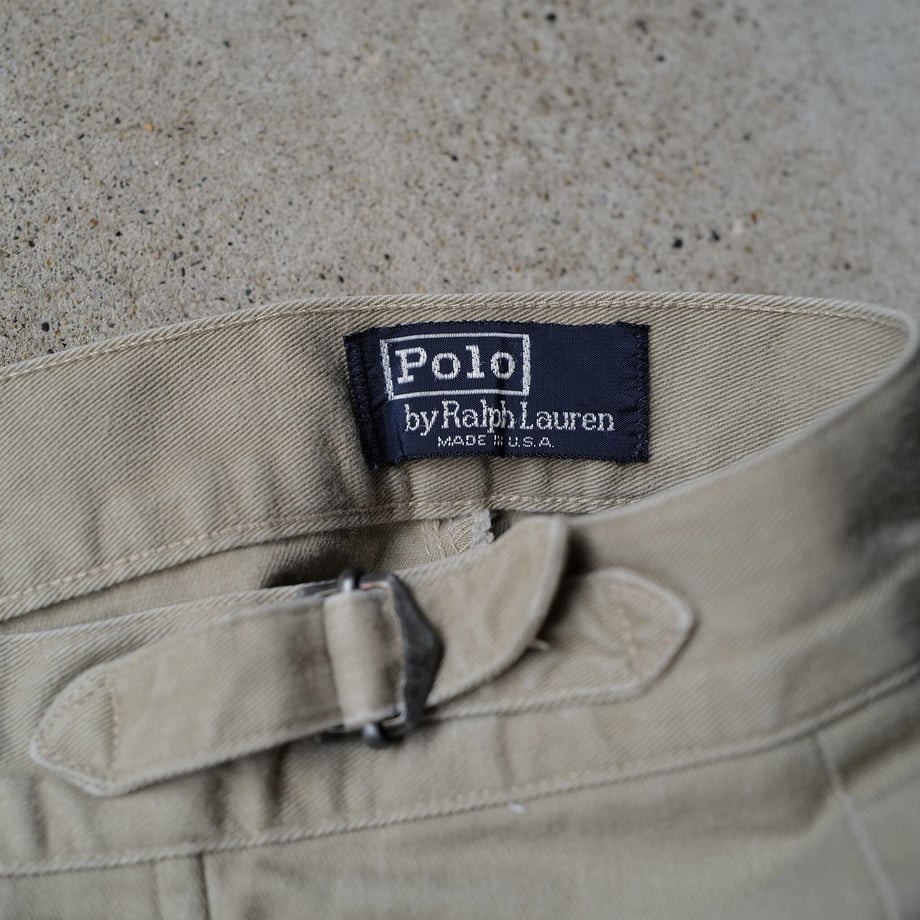 Polo
by Ralph Lauren
MADE IN U.S.A.